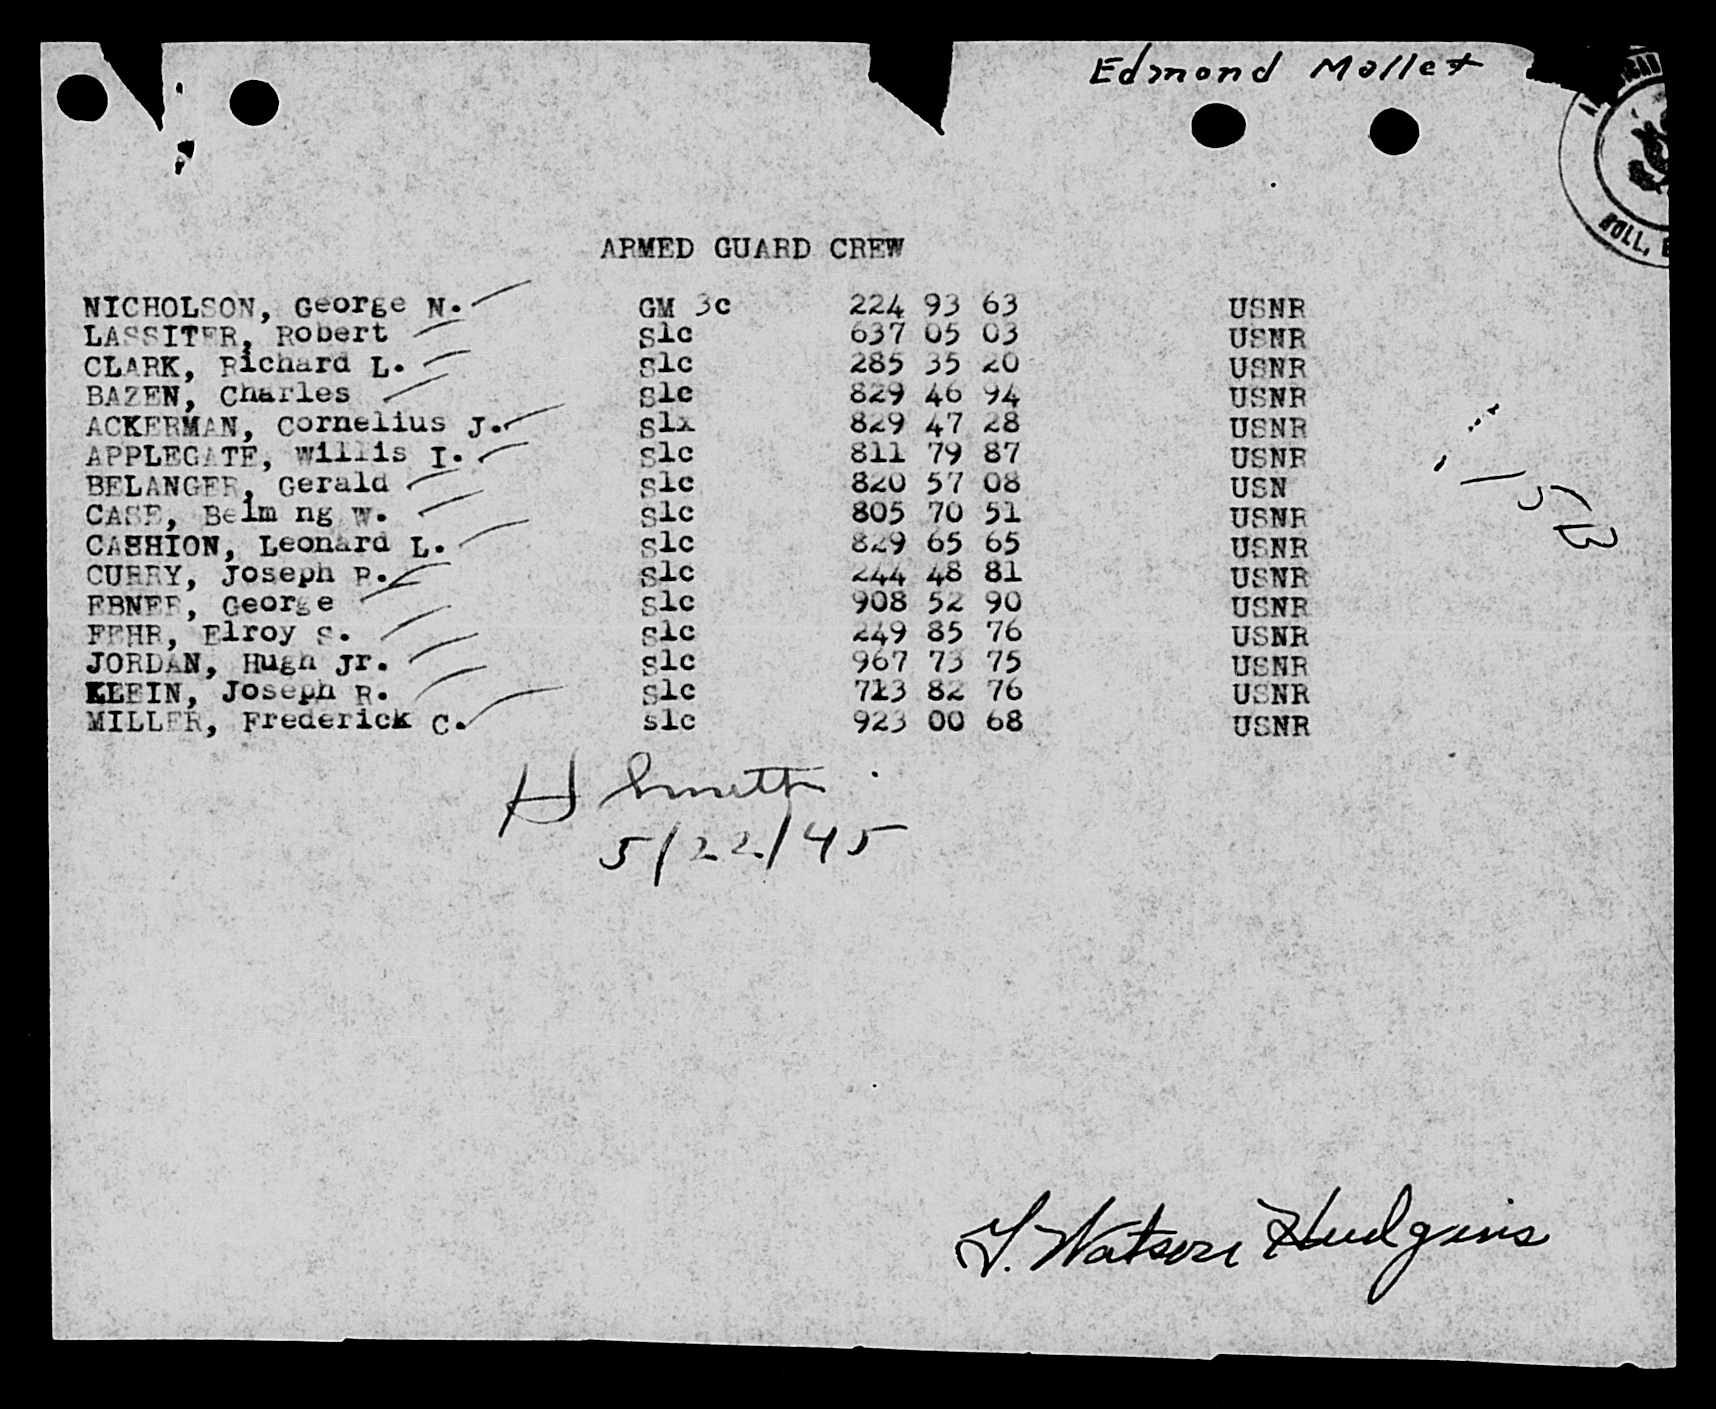 Edmond Mallet
ROLL, B
ARMED GUARD CREW
NICHOLSON, George N. GM 3c 224 93 63 USNR
LASSITER, Robert S1c 637 05 03 USNR
CLARK, Richard L. S1c 285 35 20 USNR
BAZEN, Charles S1c 829 46 94 USNR
ACKERMAN, Cornelius J. S1x 829 47 28 USNR
APPLEGATE, Willis I. S1c 811 79 87 USNR
BELANGER, Gerald S1c 820 57 08 USN
CASE, Belm ng W. S1c 805 70 51 USNR
CASHION, Leonard L. S1c 829 65 65 USNR
CURRY, Joseph P. S1c 244 48 81 USNR
EBNER, George S1c 908 52 90 USNR
FEHR, Elroy S. S1c 249 85 76 USNR
JORDAN, Hugh Jr. S1c 967 73 75 USNR
KLEIN, Joseph R. S1c 713 82 76 USNR
MILLER, Frederick C. S1c 923 00 68 USNR
H Smith
5/22/45
Watson Hudgins